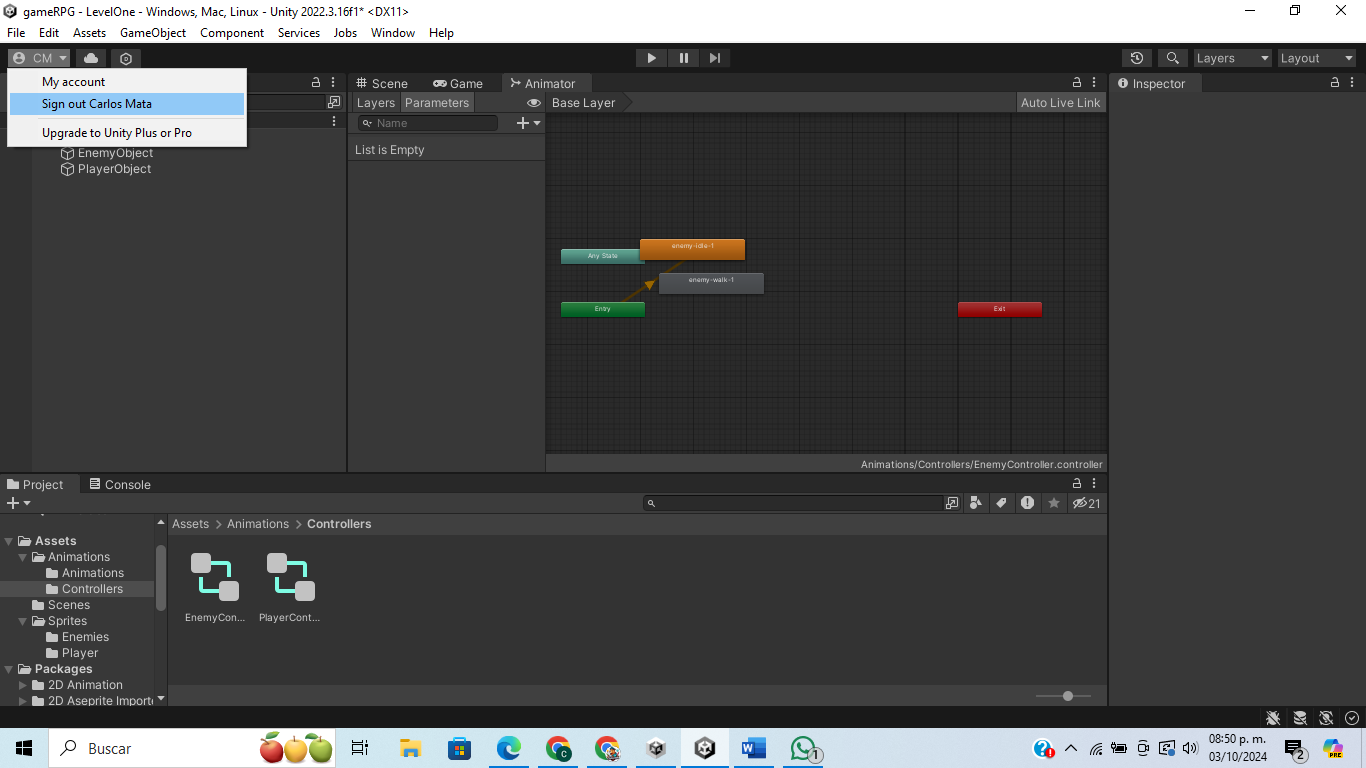 gameRPG - LevelOne - Windows, Mac, Linux - Unity 2022.3.16f1* <DX11>
File Edit Assets GameObject Component Services Jobs Window Help
CM Layers Layout
My account
Sign out Carlos Mata
Upgrade to Unity Plus or Pro
EnemyObject
PlayerObject
Scene Game Animator
Layers Parameters Base Layer Auto Live Link
Name
List is Empty
enemy-idle-1
Any State
enemy-walk-1
Entry
Exit
Animations/Controllers/EnemyController.controller
Inspector
Project Console
21
Assets
Animations
Animations
Controllers
Scenes
Sprites
Enemies
Player
Packages
2D Animation
2D Aseprite Importe
Assets > Animations > Controllers
EnemyCon... PlayerCont...
Buscar
1
08:50 p. m.
03/10/2024
2
PRE